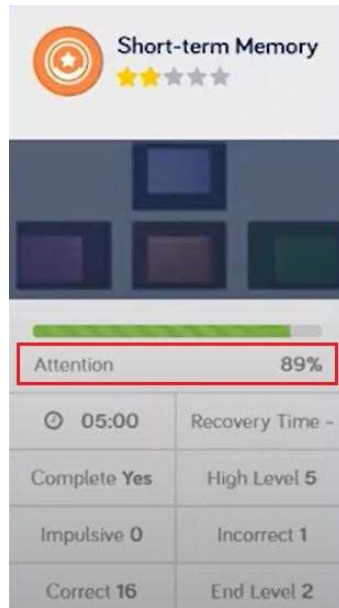 Short-term Memory
Attention 89%
05:00 Recovery Time -
Complete Yes High Level 5
Impulsive 0 Incorrect 1
Correct 16 End Level 2